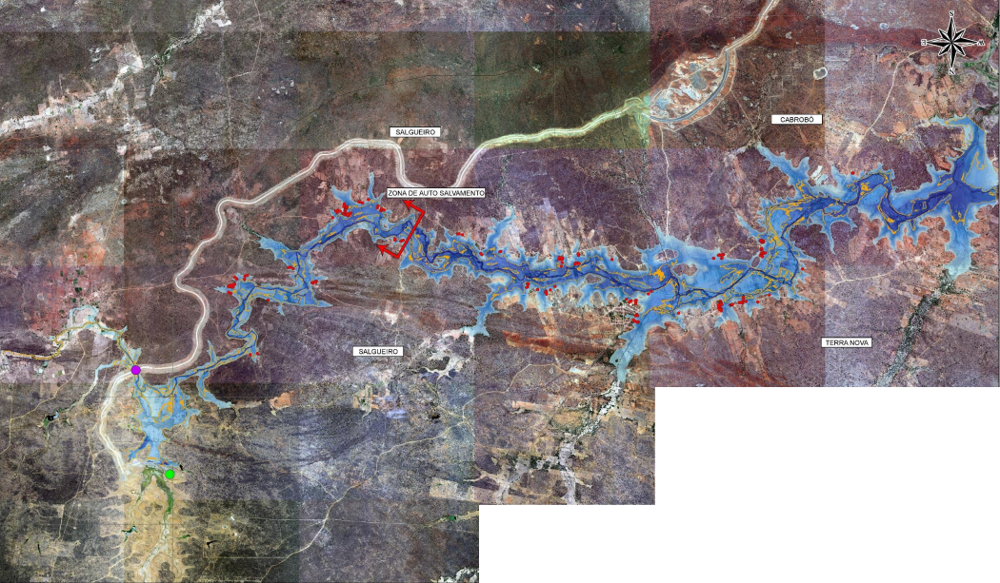 CABROBÓ
SALGUEIRO
ZONA DE AUTO SALVAMENTO
TERRA NOVA
SALGUEIRO